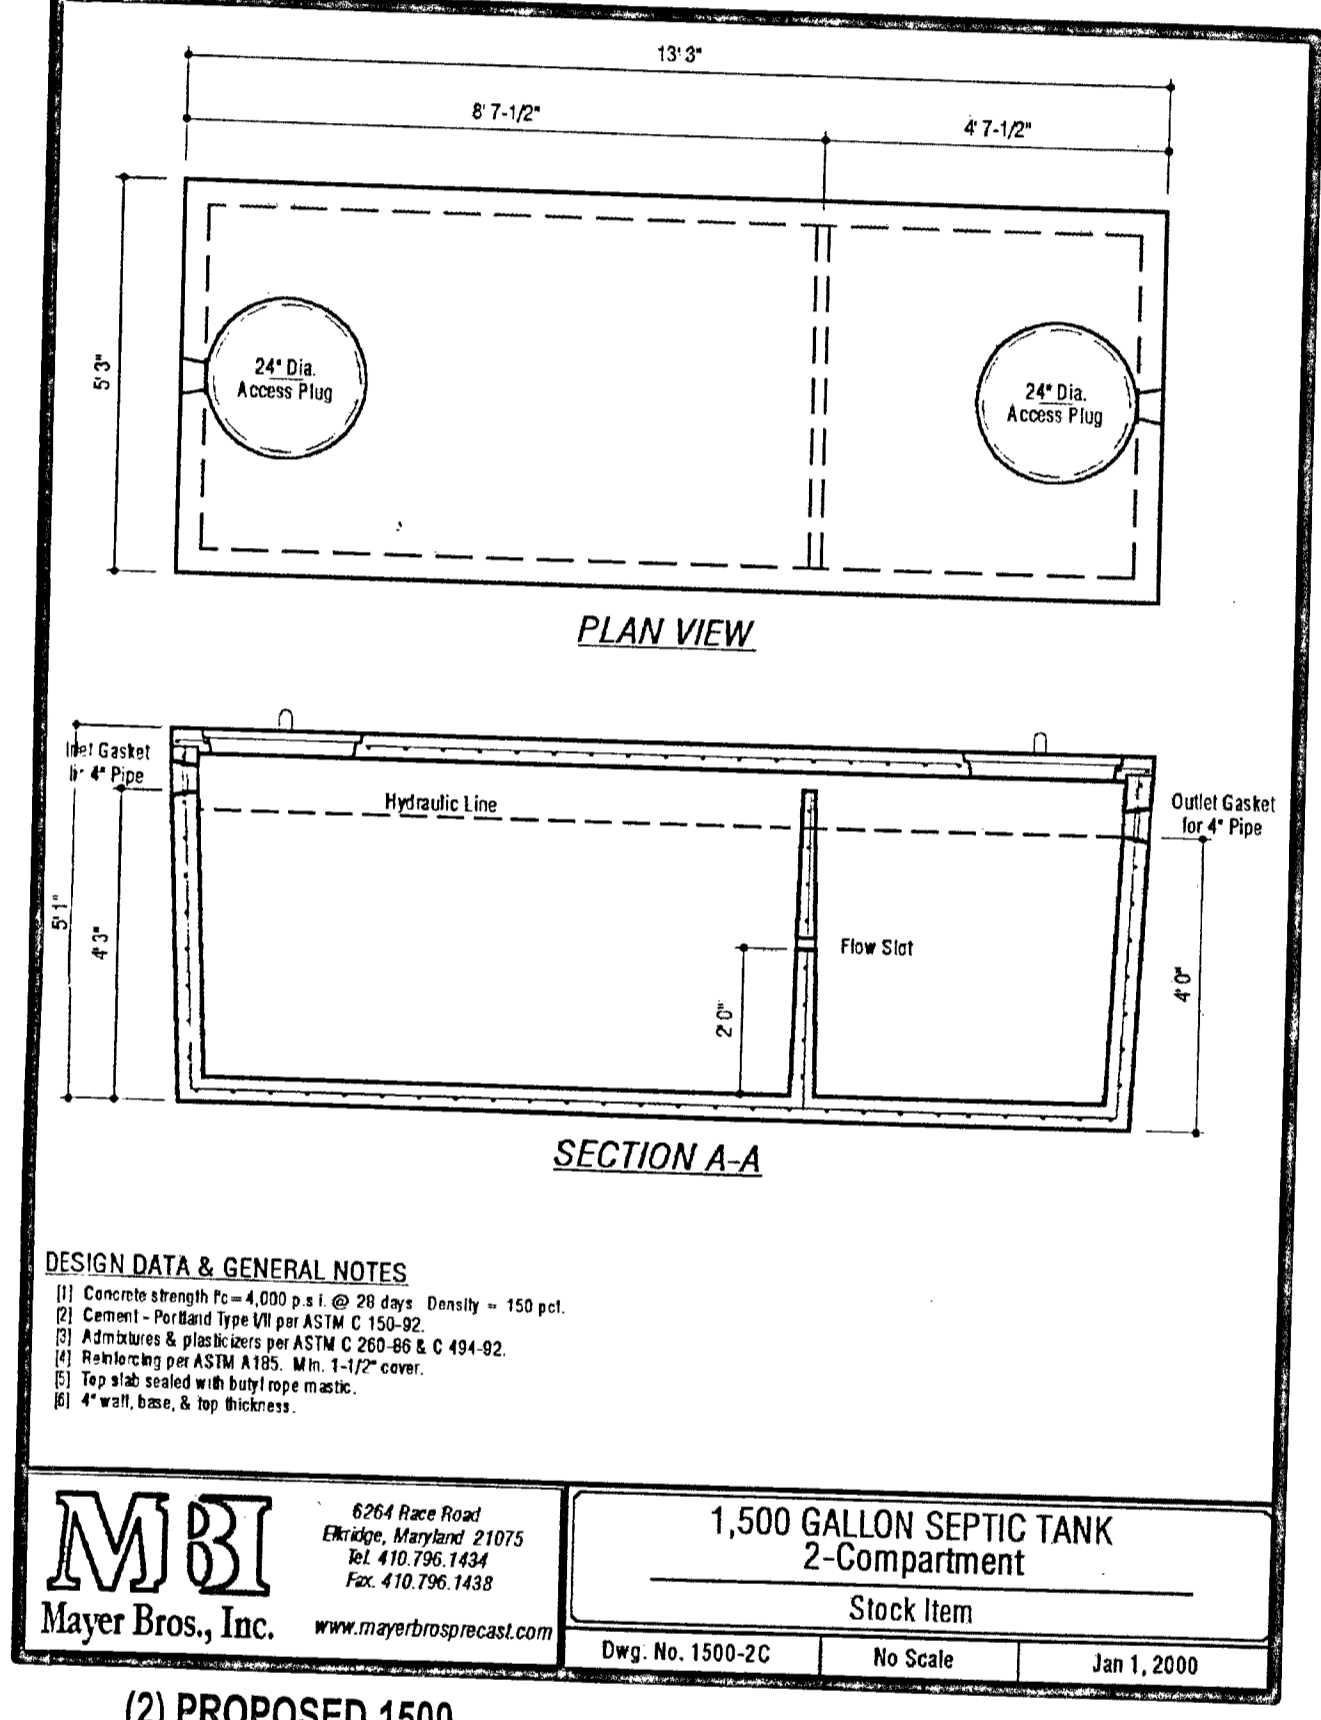 13' 3"
8' 7-1/2"
4' 7-1/2"
5' 3"
24" Dia.
Access Plug
24" Dia.
Access Plug
PLAN VIEW
Inlet Gasket
for 4" Pipe
Hydraulic Line
Outlet Gasket
for 4" Pipe
5' 1"
4' 3"
Flow Slot
2' 0"
4' 0"
SECTION A-A
DESIGN DATA & GENERAL NOTES
[1] Concrete strength f'c = 4,000 p.s.i. @ 28 days Density = 150 pcf.
[2] Cement - Portland Type I/II per ASTM C 150-92.
[3] Admixtures & plasticizers per ASTM C 260-86 & C 494-92.
[4] Reinforcing per ASTM A185. Min. 1-1/2" cover.
[5] Top slab sealed with butyl rope mastic.
[6] 4" wall, base, & top thickness.
MBI
Mayer Bros., Inc.
6264 Race Road
Elkridge, Maryland 21075
Tel. 410.796.1434
Fax. 410.796.1438
www.mayerbrosprecast.com
1,500 GALLON SEPTIC TANK
2-Compartment
Stock Item
Dwg. No. 1500-2C
No Scale
Jan 1, 2000
(2) PROPOSED 1500